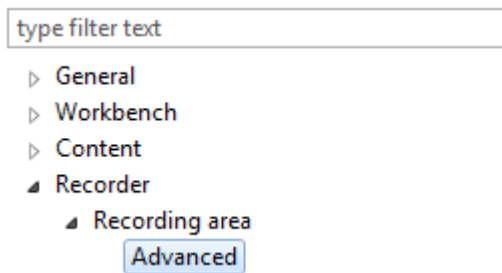 type filter text
General
Workbench
Content
Recorder
Recording area
Advanced